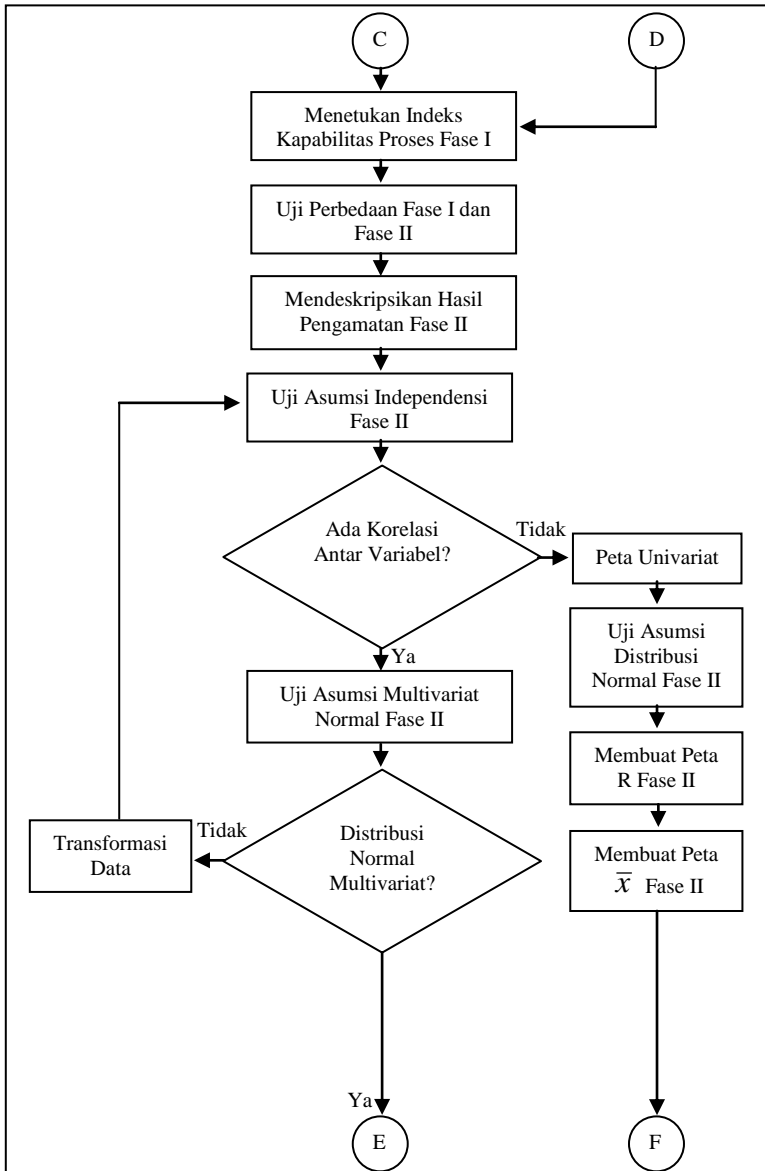 C
D
Menetukan Indeks
Kapabilitas Proses Fase I
Uji Perbedaan Fase I dan
Fase II
Mendeskripsikan Hasil
Pengamatan Fase II
Uji Asumsi Independensi
Fase II
Ada Korelasi
Antar Variabel?
Tidak
Peta Univariat
Uji Asumsi
Distribusi
Normal Fase II
Ya
Uji Asumsi Multivariat
Normal Fase II
Membuat Peta
R Fase II
Transformasi
Data
Tidak
Distribusi
Normal
Multivariat?
Membuat Peta
x̅ Fase II
Ya
E
F